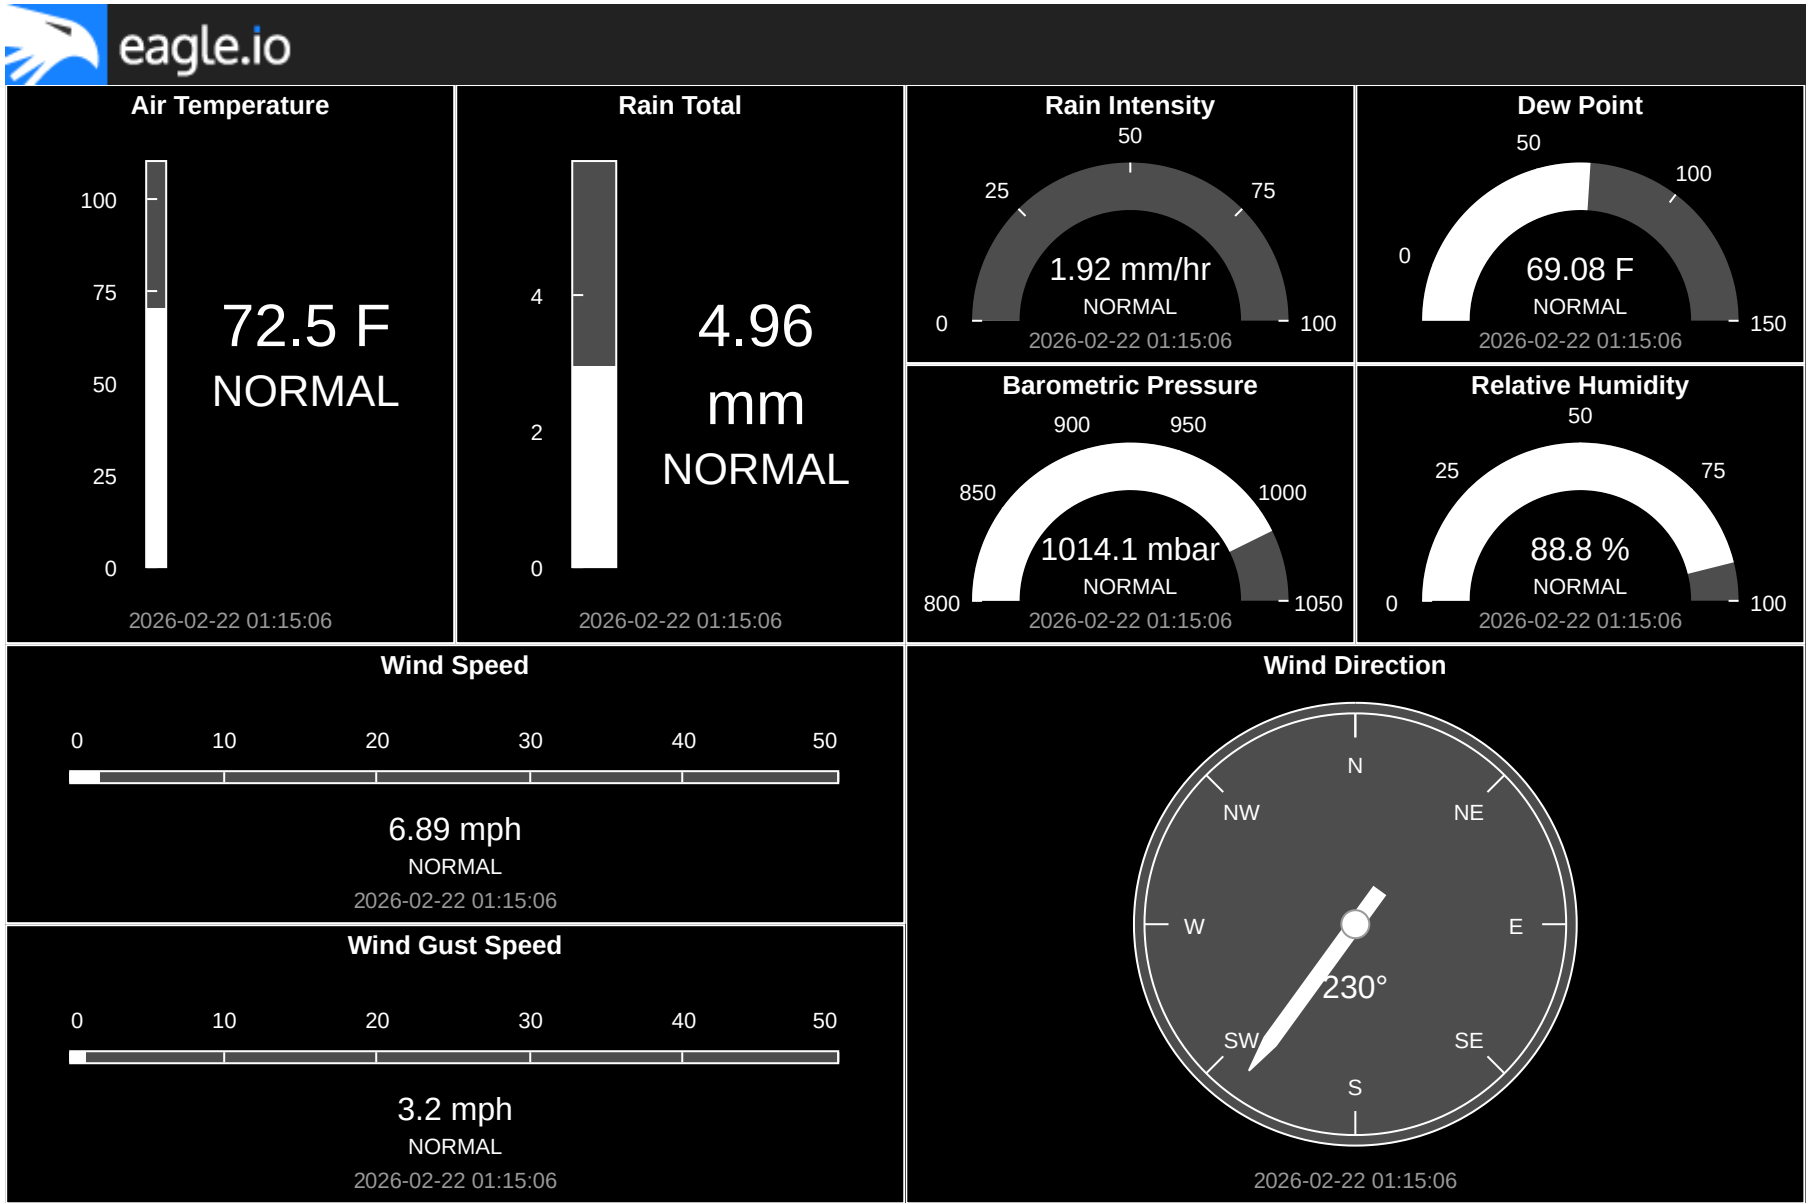 eagle.io
Air Temperature
100
75
50
25
0
72.5 F
NORMAL
2026-02-22 01:15:06
Rain Total
4
2
0
4.96
mm
NORMAL
2026-02-22 01:15:06
Rain Intensity
0
25
50
75
100
1.92 mm/hr
NORMAL
2026-02-22 01:15:06
Dew Point
0
50
100
150
69.08 F
NORMAL
2026-02-22 01:15:06
Barometric Pressure
800
850
900
950
1000
1050
1014.1 mbar
NORMAL
2026-02-22 01:15:06
Relative Humidity
0
25
50
75
100
88.8 %
NORMAL
2026-02-22 01:15:06
Wind Speed
0 10 20 30 40 50
6.89 mph
NORMAL
2026-02-22 01:15:06
Wind Gust Speed
0 10 20 30 40 50
3.2 mph
NORMAL
2026-02-22 01:15:06
Wind Direction
N
NW NE
W E
230°
SW SE
S
2026-02-22 01:15:06